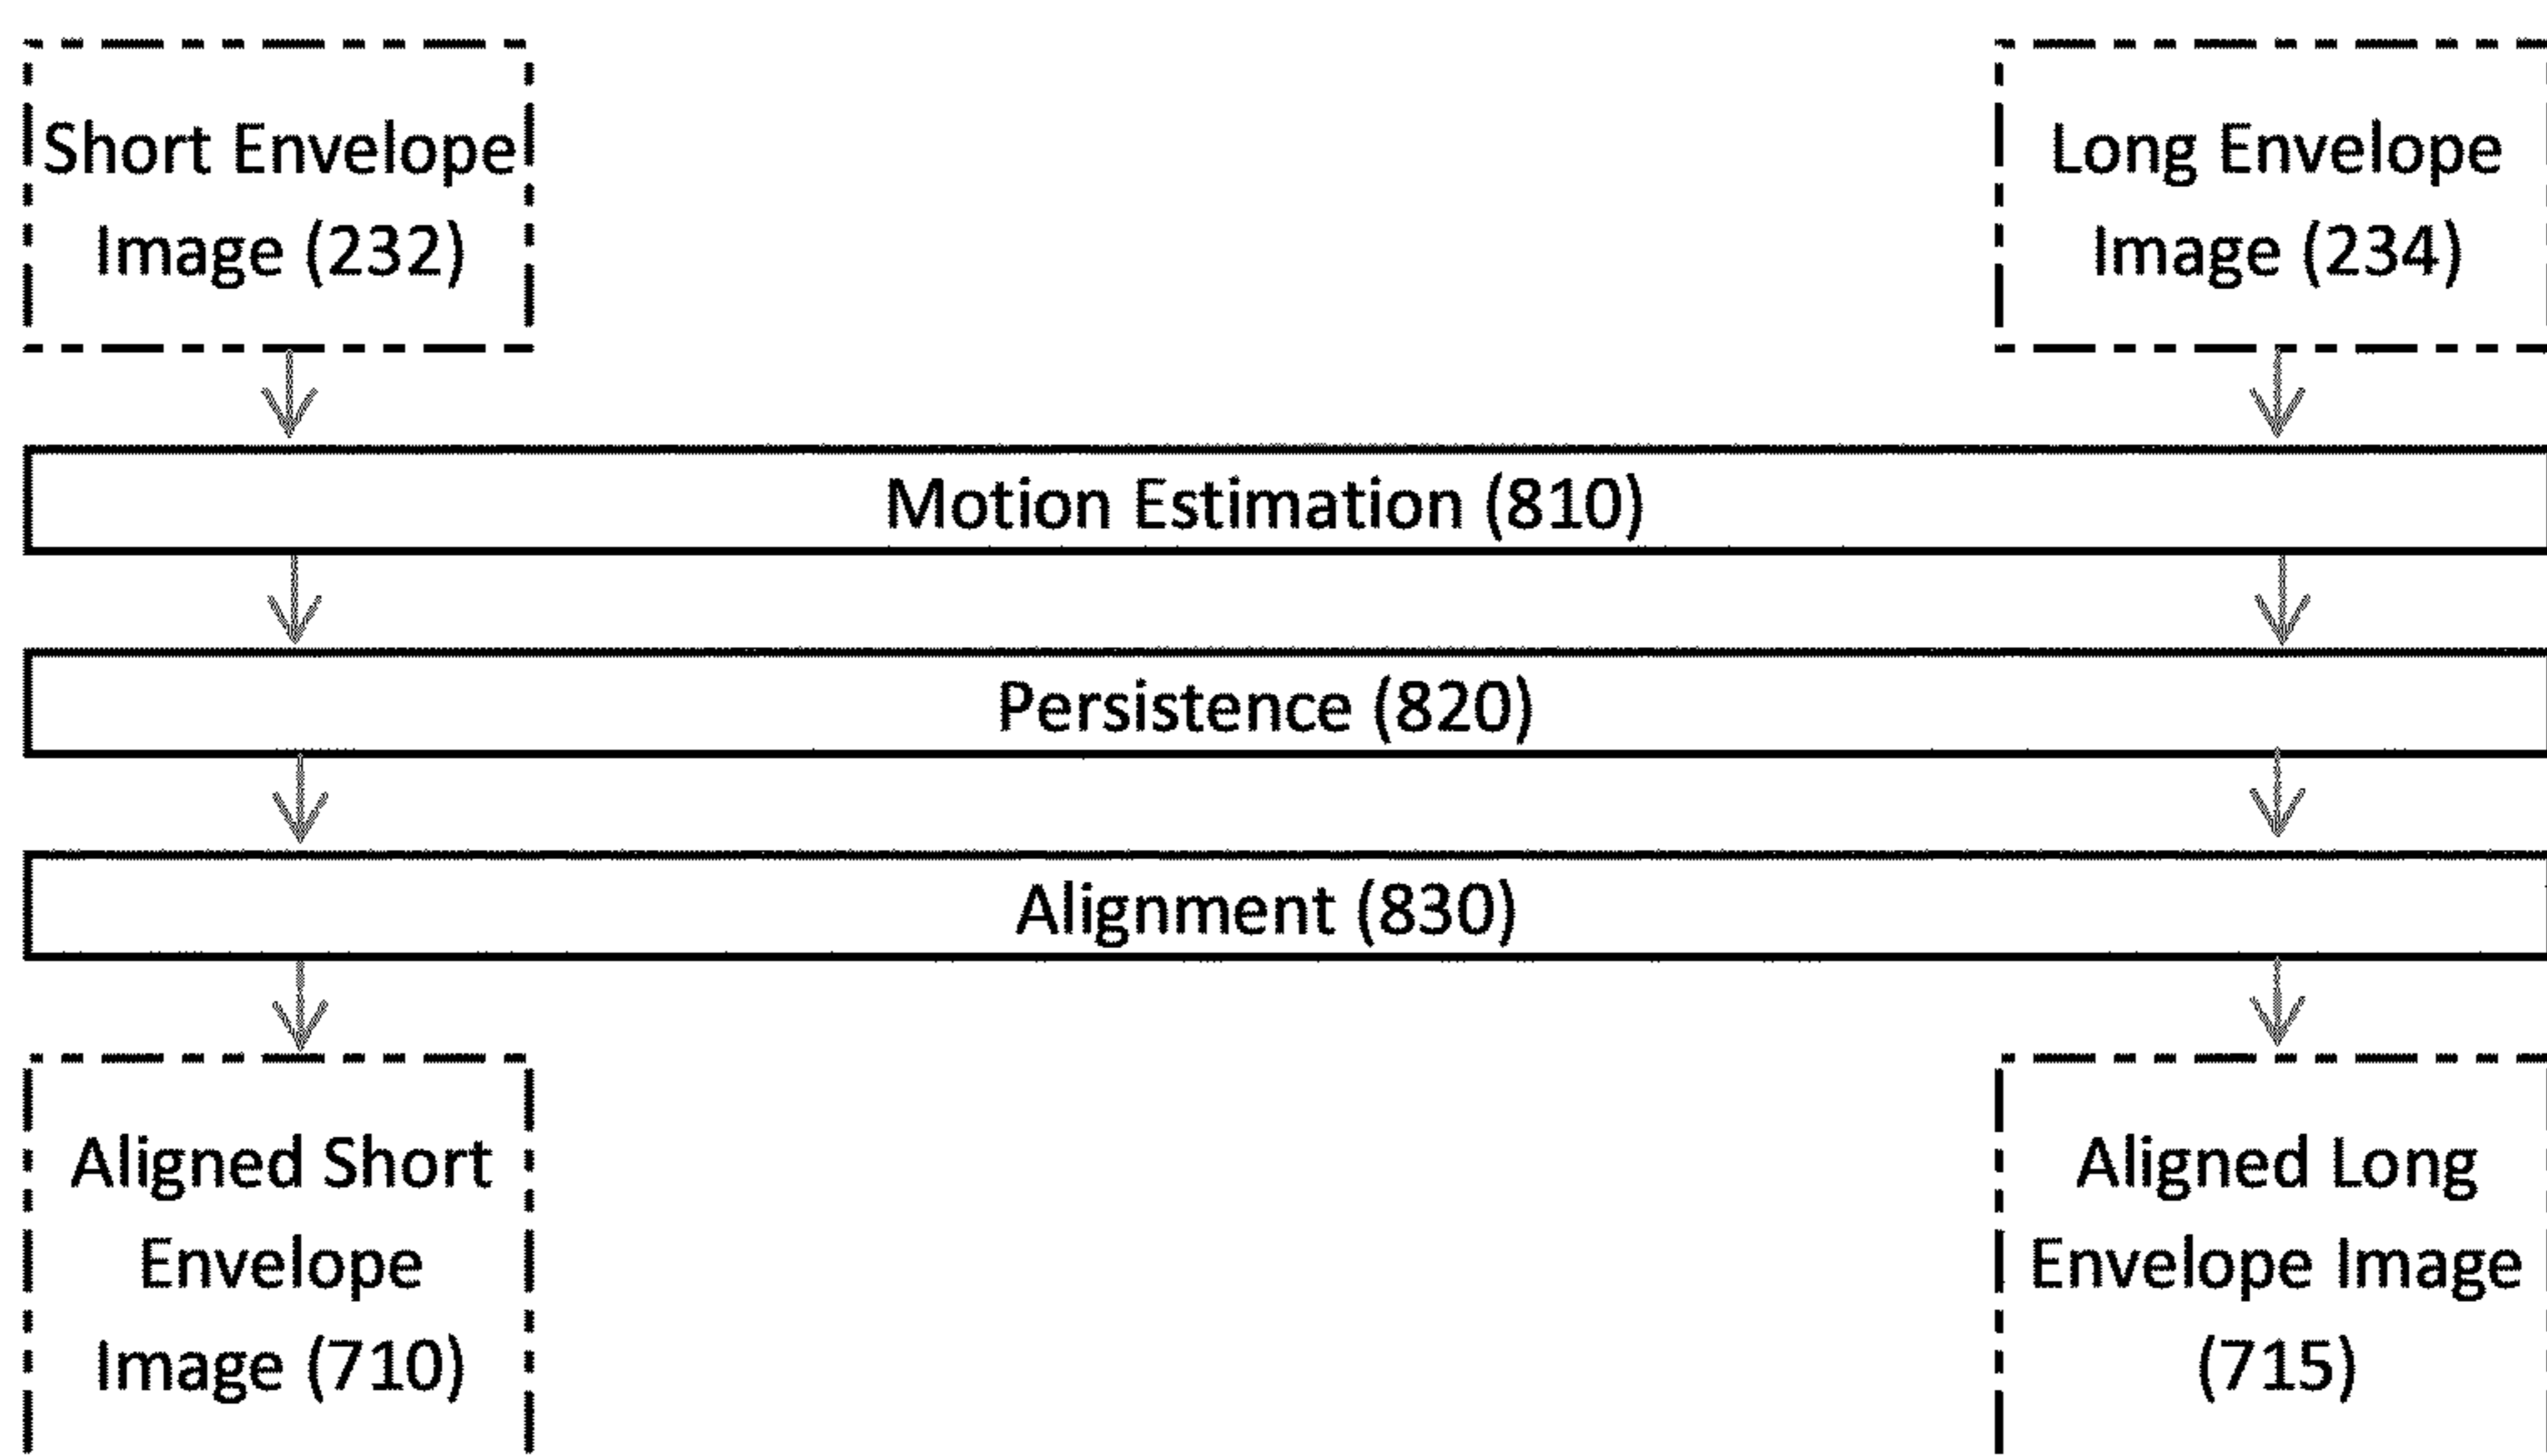 Short Envelope
Image (232)
Long Envelope
Image (234)
Motion Estimation (810)
Persistence (820)
Alignment (830)
Aligned Short
Envelope
Image (710)
Aligned Long
Envelope Image
(715)